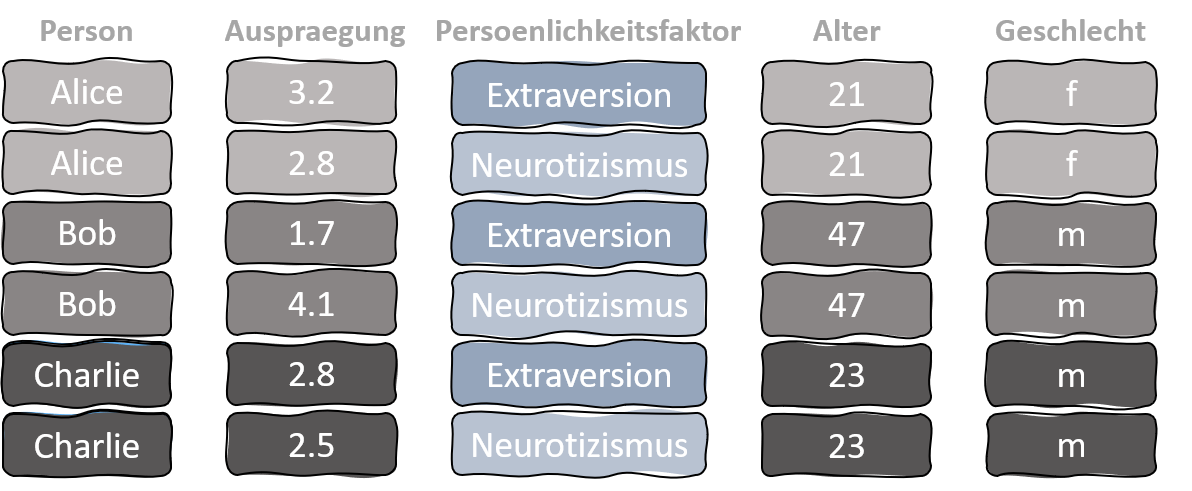 Person Auspraegung Persoenlichkeitsfaktor Alter Geschlecht
Alice 3.2 Extraversion 21 f
Alice 2.8 Neurotizismus 21 f
Bob 1.7 Extraversion 47 m
Bob 4.1 Neurotizismus 47 m
Charlie 2.8 Extraversion 23 m
Charlie 2.5 Neurotizismus 23 m